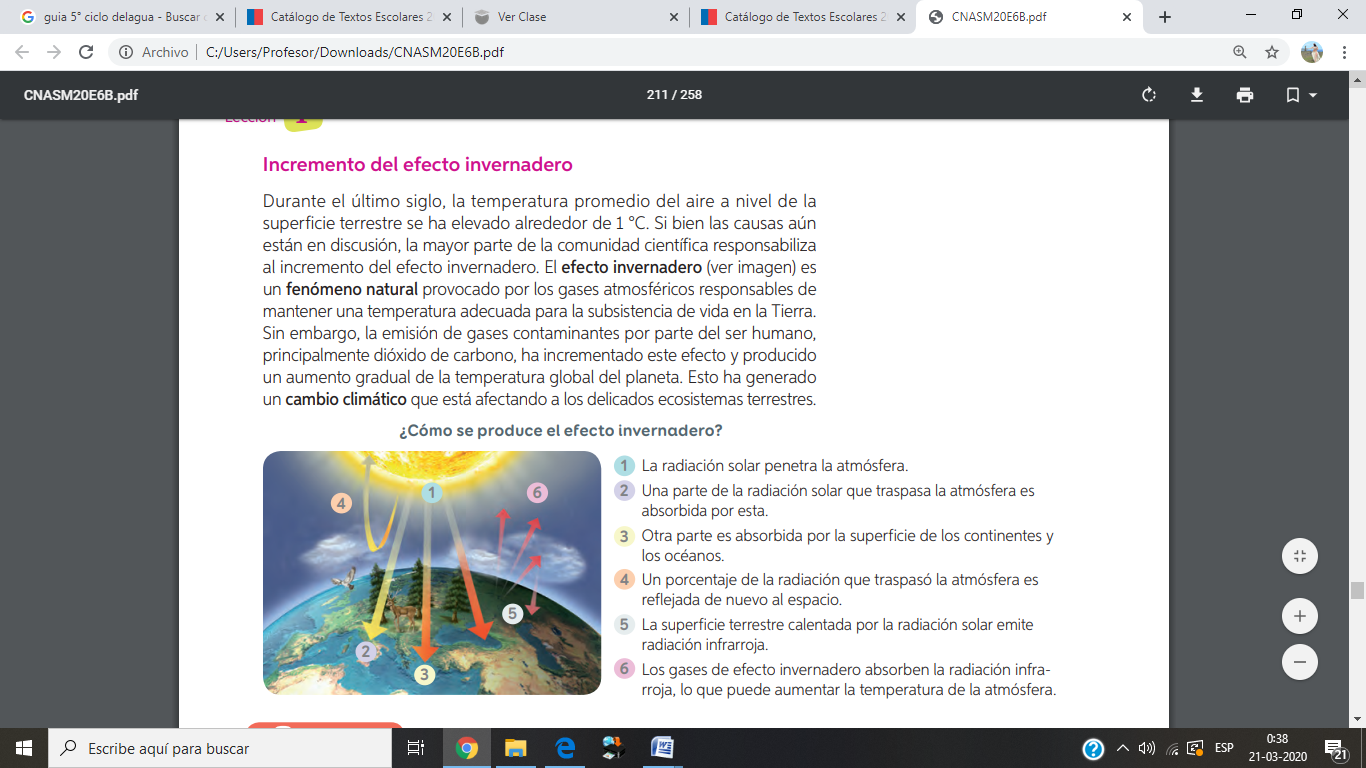 guia 5° ciclo delagua - Buscar c
Catálogo de Textos Escolares 2
Ver Clase
Catálogo de Textos Escolares 2
CNASM20E6B.pdf
Archivo
C:/Users/Profesor/Downloads/CNASM20E6B.pdf
CNASM20E6B.pdf
211 / 258
Lección 1
Incremento del efecto invernadero
Durante el último siglo, la temperatura promedio del aire a nivel de la
superficie terrestre se ha elevado alrededor de 1 °C. Si bien las causas aún
están en discusión, la mayor parte de la comunidad científica responsabiliza
al incremento del efecto invernadero. El efecto invernadero (ver imagen) es
un fenómeno natural provocado por los gases atmosféricos responsables de
mantener una temperatura adecuada para la subsistencia de vida en la Tierra.
Sin embargo, la emisión de gases contaminantes por parte del ser humano,
principalmente dióxido de carbono, ha incrementado este efecto y producido
un aumento gradual de la temperatura global del planeta. Esto ha generado
un cambio climático que está afectando a los delicados ecosistemas terrestres.
¿Cómo se produce el efecto invernadero?
1
4
6
5
2
3
1 La radiación solar penetra la atmósfera.
2 Una parte de la radiación solar que traspasa la atmósfera es
absorbida por esta.
3 Otra parte es absorbida por la superficie de los continentes y
los océanos.
4 Un porcentaje de la radiación que traspasó la atmósfera es
reflejada de nuevo al espacio.
5 La superficie terrestre calentada por la radiación solar emite
radiación infrarroja.
6 Los gases de efecto invernadero absorben la radiación infra-
rroja, lo que puede aumentar la temperatura de la atmósfera.
Escribe aquí para buscar
ESP
0:38
21-03-2020
21